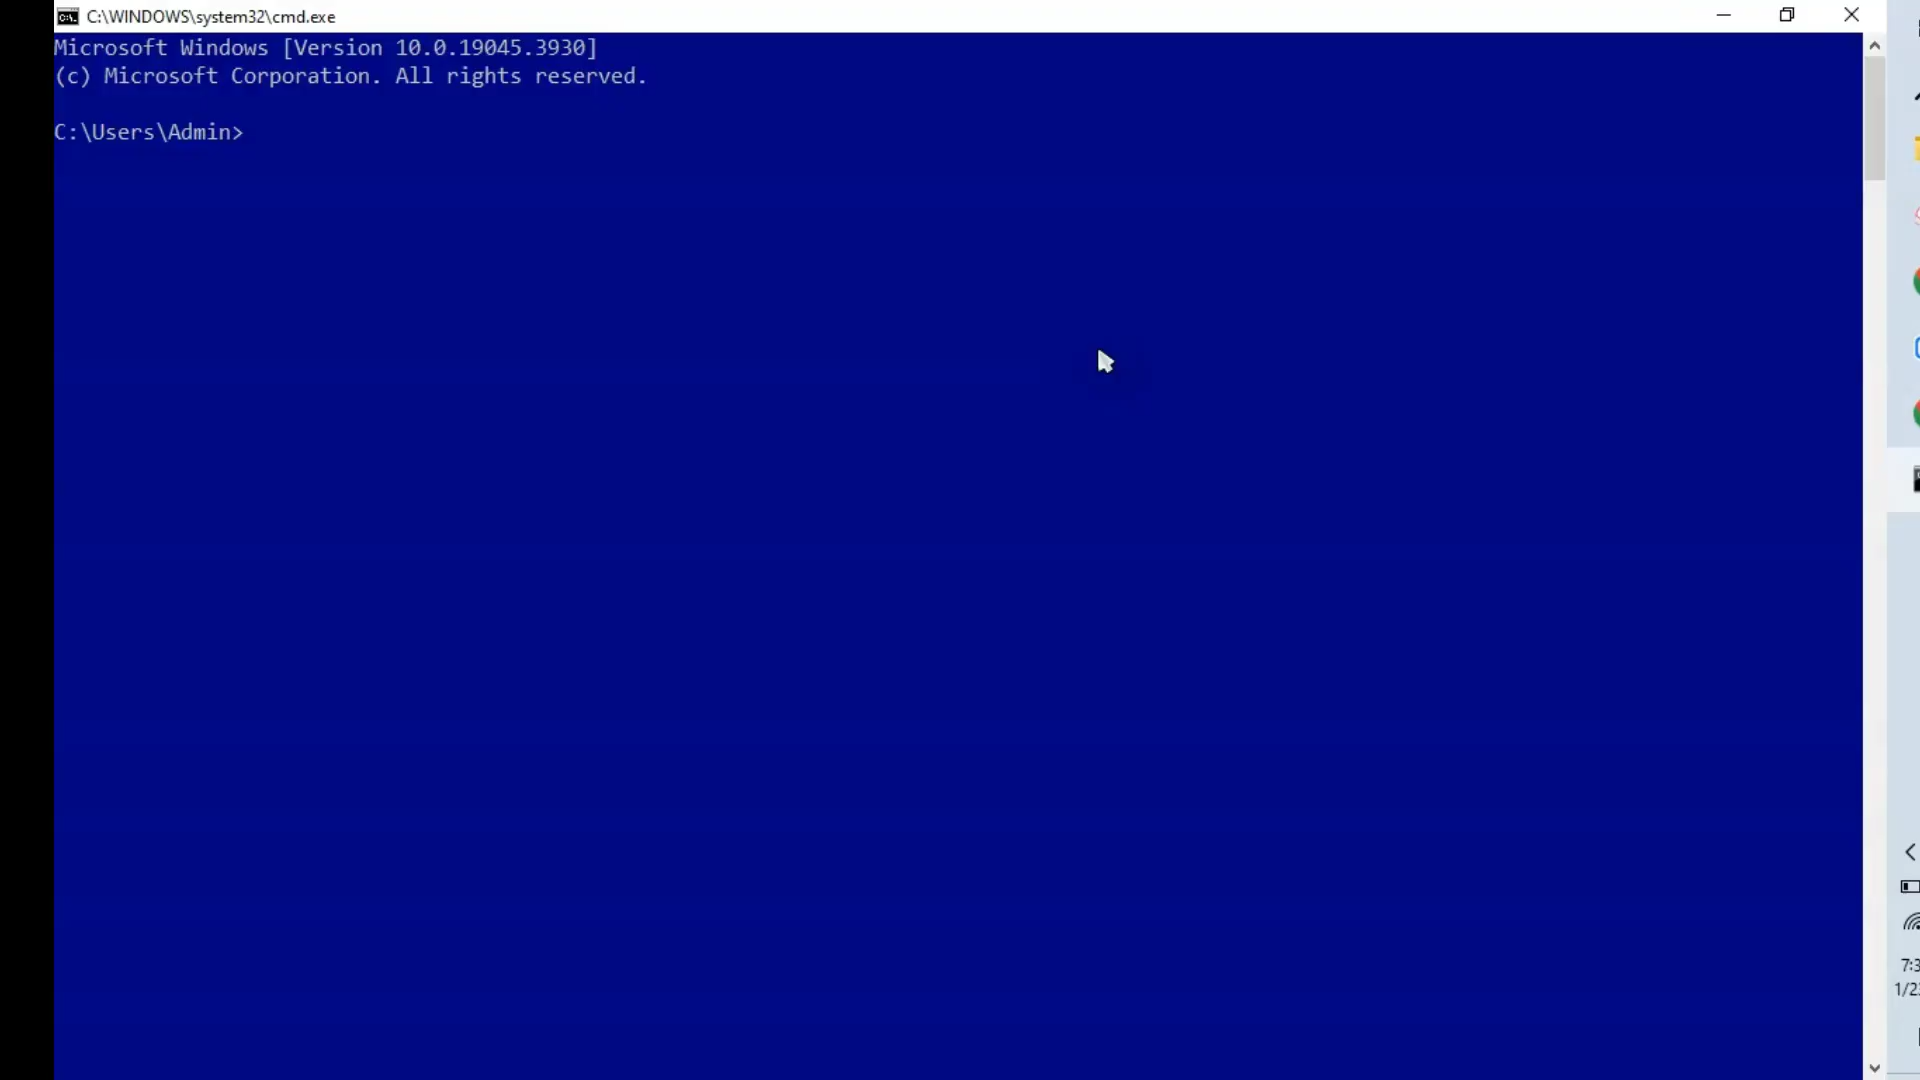 C:\WINDOWS\system32\cmd.exe
Microsoft Windows [Version 10.0.19045.3930]
(c) Microsoft Corporation. All rights reserved.
C:\Users\Admin>